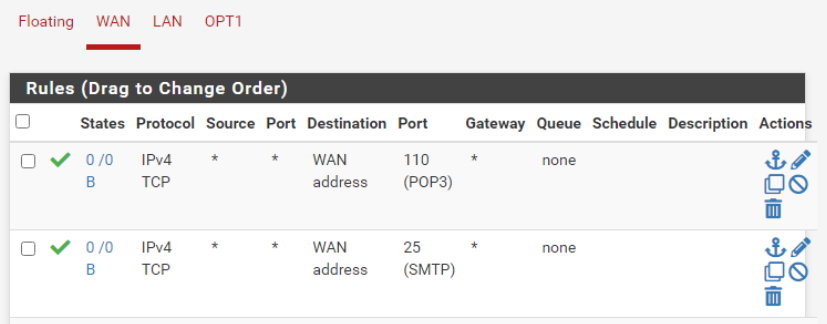 Floating WAN LAN OPT1
Rules (Drag to Change Order)
States Protocol Source Port Destination Port Gateway Queue Schedule Description Actions
0 /0 IPv4 * * WAN 110 * none
B TCP address (POP3)
0 /0 IPv4 * * WAN 25 * none
B TCP address (SMTP)